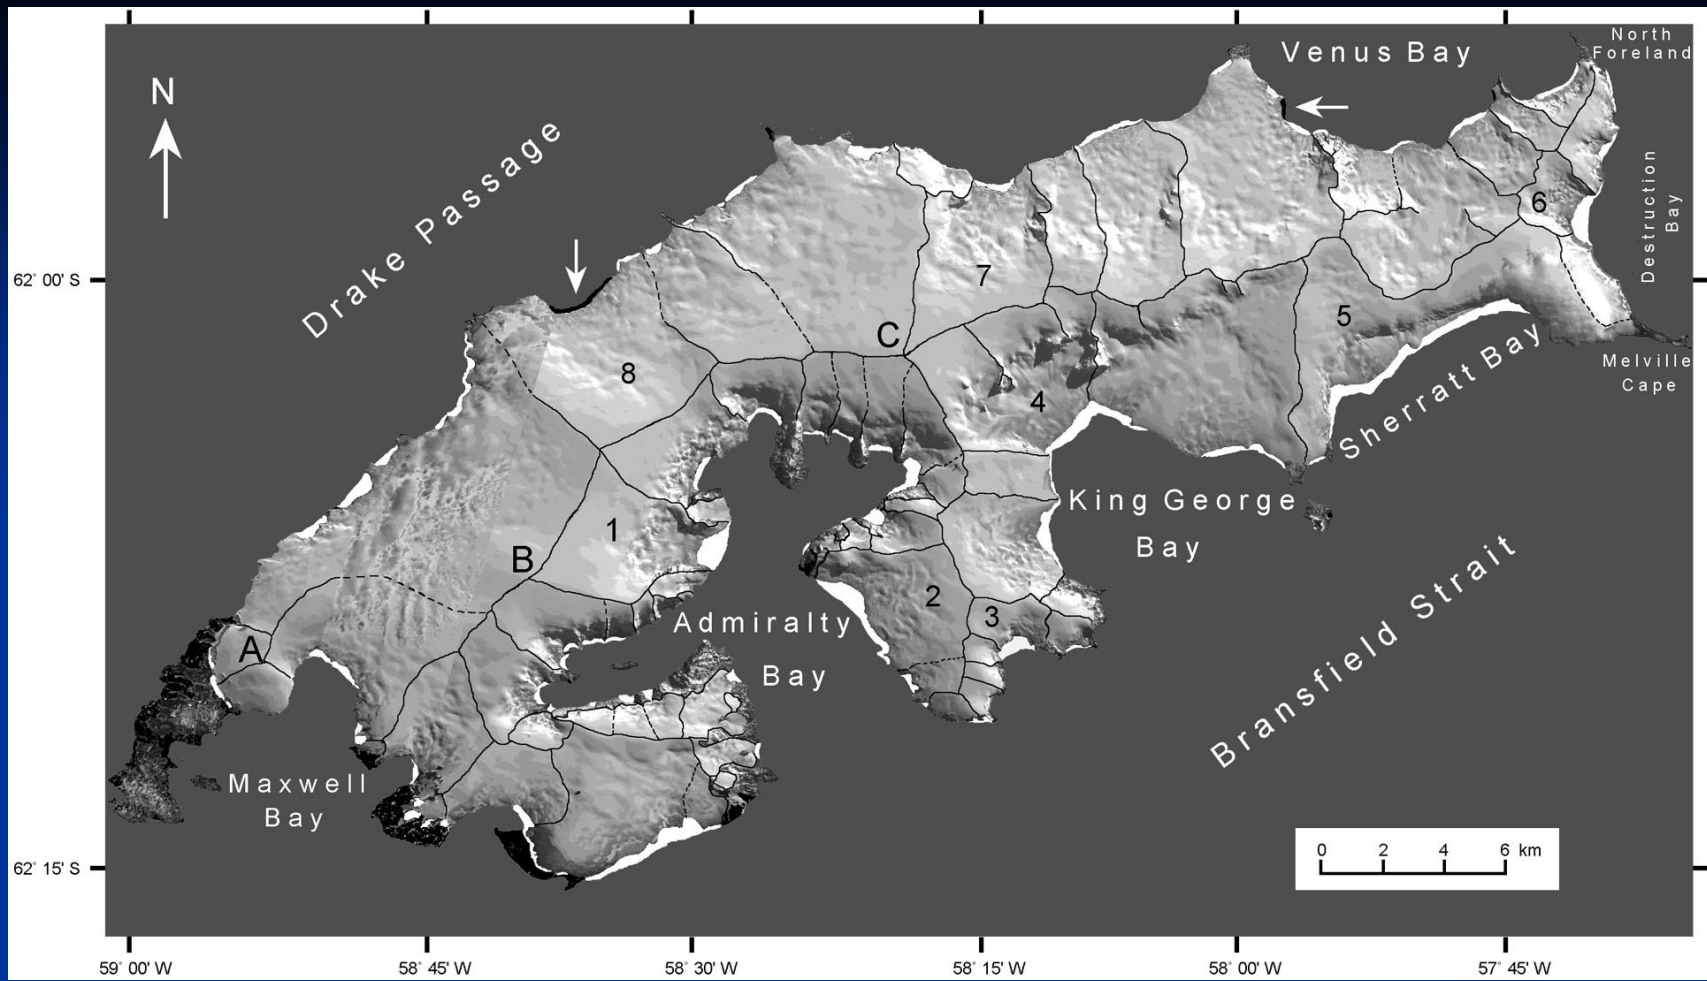 North
Foreland
Venus Bay
N
Drake Passage
Destruction
Bay
6
62° 00' S
7
5
C
8
Melville
Cape
4
Sherratt Bay
King George
Bay
1
B
2
3
Admiralty
Bay
A
Bransfield Strait
Maxwell
Bay
0 2 4 6 km
62° 15' S
59° 00' W 58° 45' W 58° 30' W 58° 15' W 58° 00' W 57° 45' W